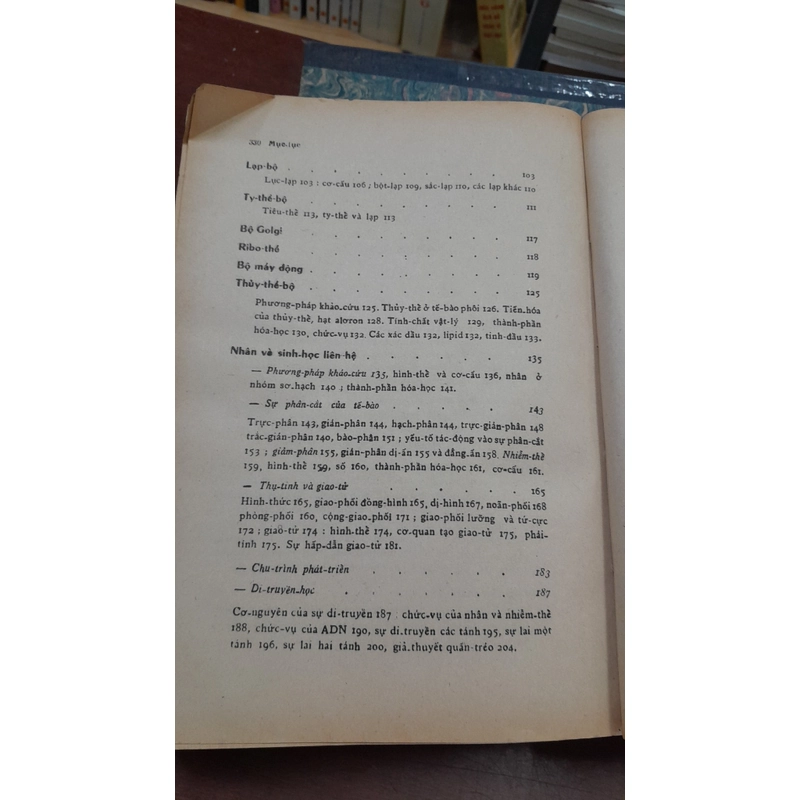 330 Mục-lục
Lạp-bộ . . . . . . . . . . 103
Lục-lạp 103 : cơ-cấu 106 ; bột-lạp 109, sắc-lạp 110, các lạp khác 110
Ty-thể-bộ . . . . . . . . . 111
Tiêu-thể 113, ty-thể và lạp 113
Bộ Golgi . . . . . . . . . 117
Ribo-thể . . . . . . . . . 118
Bộ máy động . . . . . . . . . 119
Thủy-thể-bộ . . . . . . . . . 125
Phương-pháp khảo-cứu 125. Thủy-thể ở tế-bào phôi 126. Tiến-hóa
của thủy-thể, hạt aloron 128. Tính-chất vật-lý 129, thành-phần
hóa-học 130, chức-vụ 132. Các xác dầu 132, lipid 132, tinh-dầu 133.
Nhân và sinh-học liên-hệ . . . . . . 135
— Phương-pháp khảo-cứu 135, hình-thể và cơ-cấu 136, nhân ở
nhóm sơ-hạch 140 ; thành-phần hóa-học 141.
— Sự phân-cắt của tế-bào . . . . . 143
Trực-phân 143, gián-phân 144, hạch-phân 144, trực-gián-phân 148
trắc-gián-phân 140, bào-phân 151 ; yếu-tố tác-động vào sự phân-cắt
153 ; giảm-phân 155, gián-phân dị-ấn 155 và đẳng-ấn 158. Nhiễm-thể
159, hình-thể 159, số 160, thành-phần hóa-học 161, cơ-cấu 161.
— Thụ-tinh và giao-tử . . . . . . 165
Hình-thức 165, giao-phối đồng-hình 165, dị-hình 167, noãn-phối 168
phòng-phối 160, cộng-giao-phối 171 ; giao-phối lưỡng và tứ-cực
172 ; giao-tử 174 : hình-thể 174, cơ-quan tạo giao-tử 175, phái-
tính 175. Sự hấp-dẫn giao-tử 181.
— Chu-trình phát-triển . . . . . 183
— Di-truyền-học . . . . . . 187
Cơ-nguyên của sự di-truyền 187 . chức-vụ của nhân và nhiễm-thể
188, chức-vụ của ADN 190, sự di-truyền các tánh 195, sự lai một
tánh 196, sự lai hai tánh 200, giả-thuyết quấn-tréo 204.